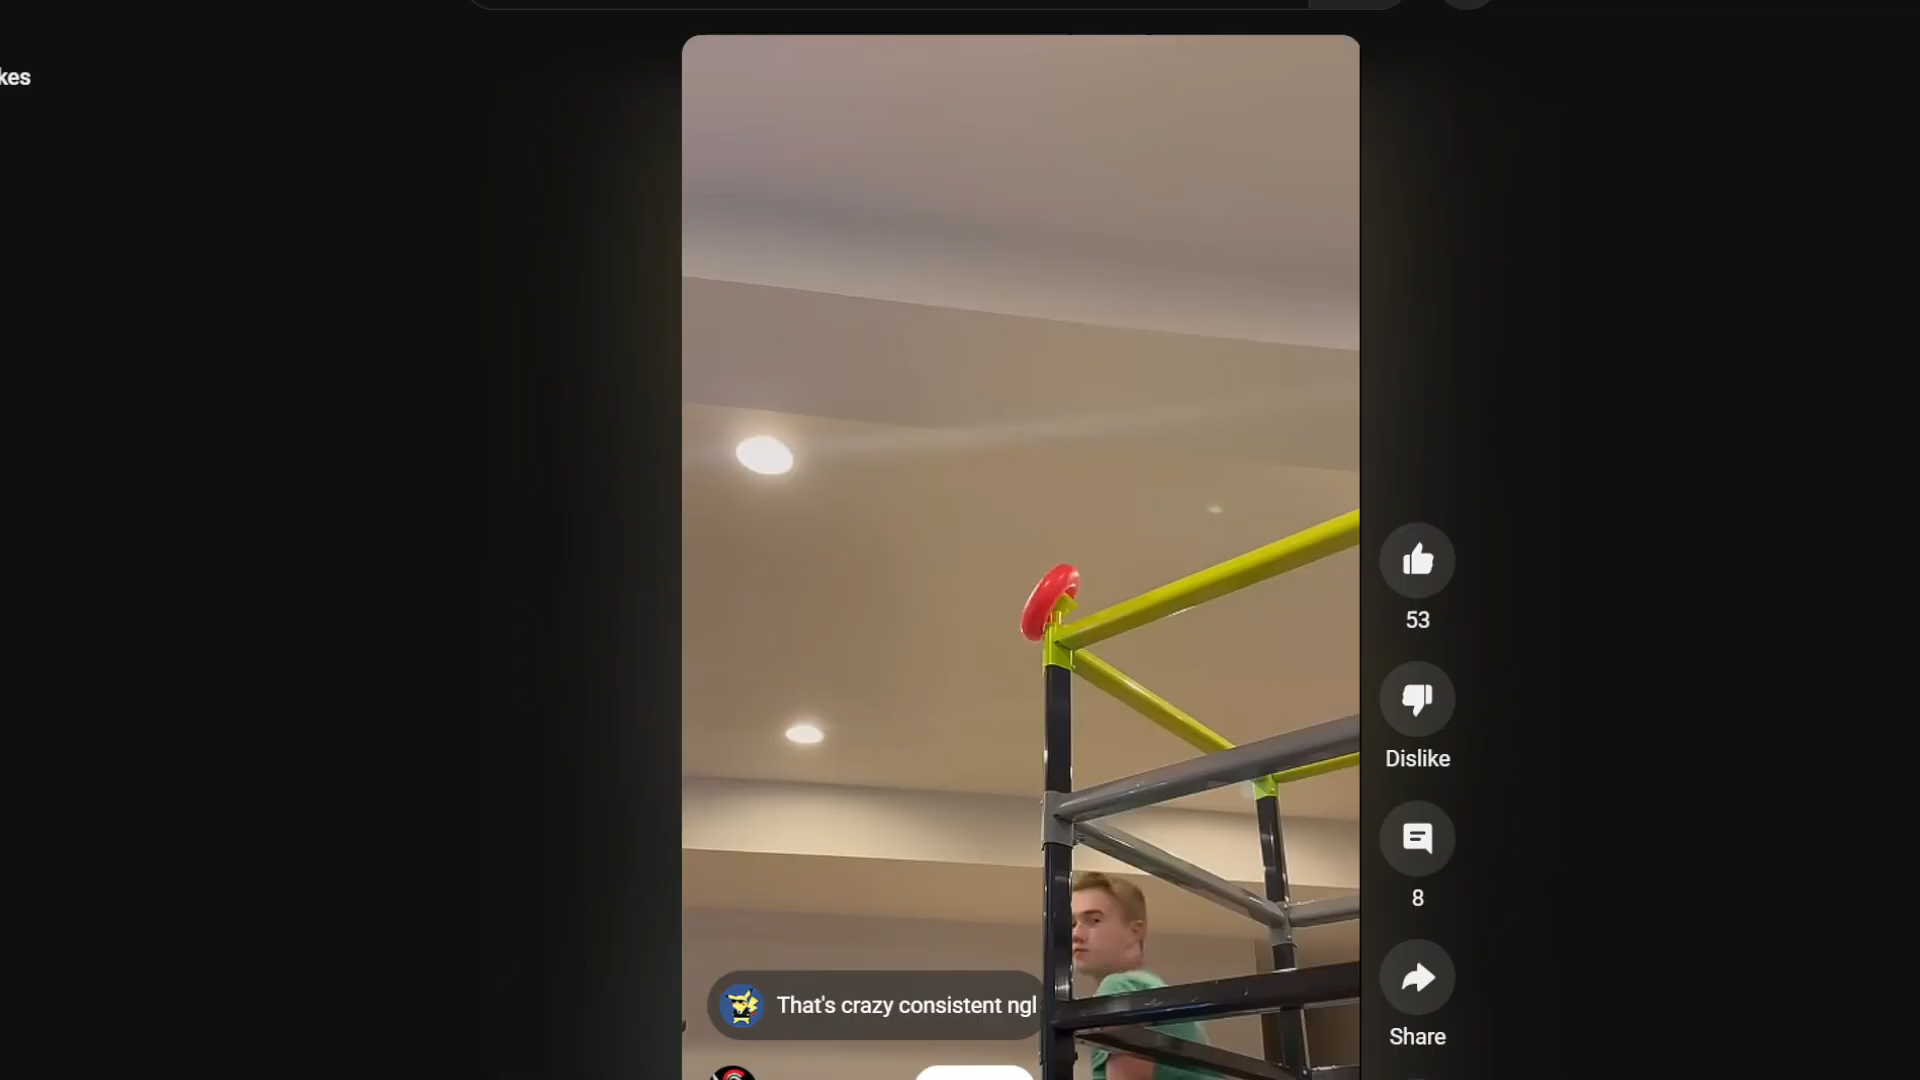 kes
53
Dislike
8
That's crazy consistent ngl
Share